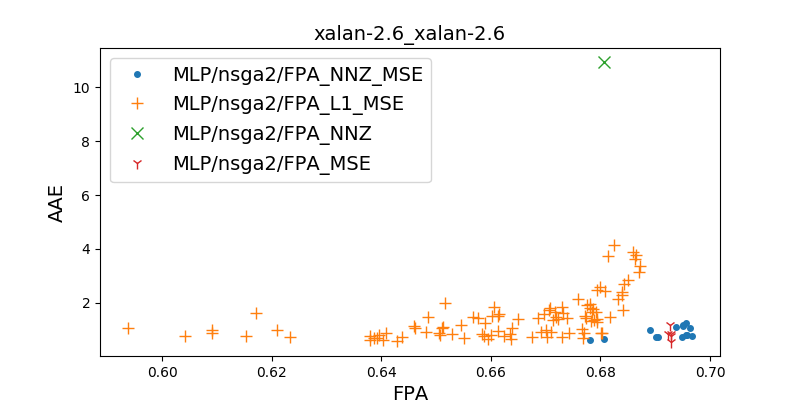 xalan-2.6_xalan-2.6
MLP/nsga2/FPA_NNZ_MSE
MLP/nsga2/FPA_L1_MSE
MLP/nsga2/FPA_NNZ
MLP/nsga2/FPA_MSE
AAE
10
8
6
4
2
0.60 0.62 0.64 0.66 0.68 0.70
FPA